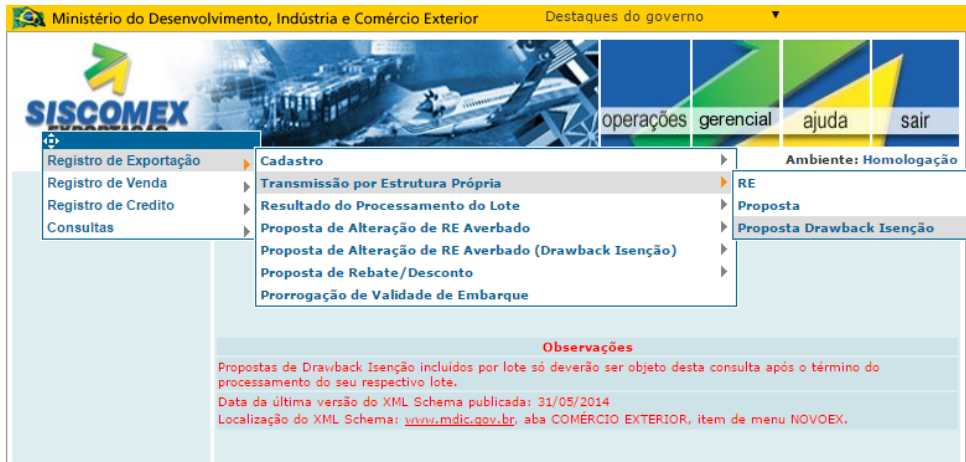 Ministério do Desenvolvimento, Indústria e Comércio Exterior
Destaques do governo
SISCOMEX
EXPORTAÇÃO
operações
gerencial
ajuda
sair
Ambiente: Homologação
Registro de Exportação
Registro de Venda
Registro de Credito
Consultas
Cadastro
Transmissão por Estrutura Própria
Resultado do Processamento do Lote
Proposta de Alteração de RE Averbado
Proposta de Alteração de RE Averbado (Drawback Isenção)
Proposta de Rebate/Desconto
Prorrogação de Validade de Embarque
RE
Proposta
Proposta Drawback Isenção
Observações
Propostas de Drawback Isenção incluídos por lote só deverão ser objeto desta consulta após o término do
processamento do seu respectivo lote.
Data da última versão do XML Schema publicada: 31/05/2014
Localização do XML Schema: www.mdic.gov.br, aba COMÉRCIO EXTERIOR, item de menu NOVOEX.